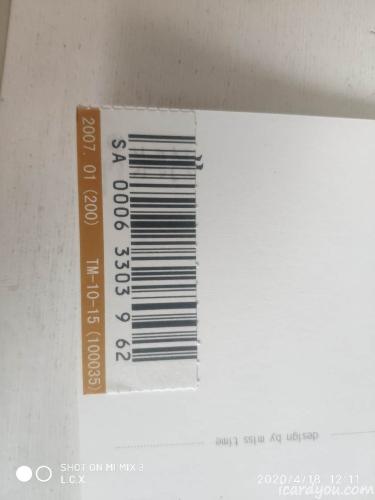 2007. 01 (200) TM-10-15 (100035)
SA 0006 3303 9 62
design by miss time
SHOT ON MI MIX 3
L.C.X
2020/4/18 12:11
icardyou.com